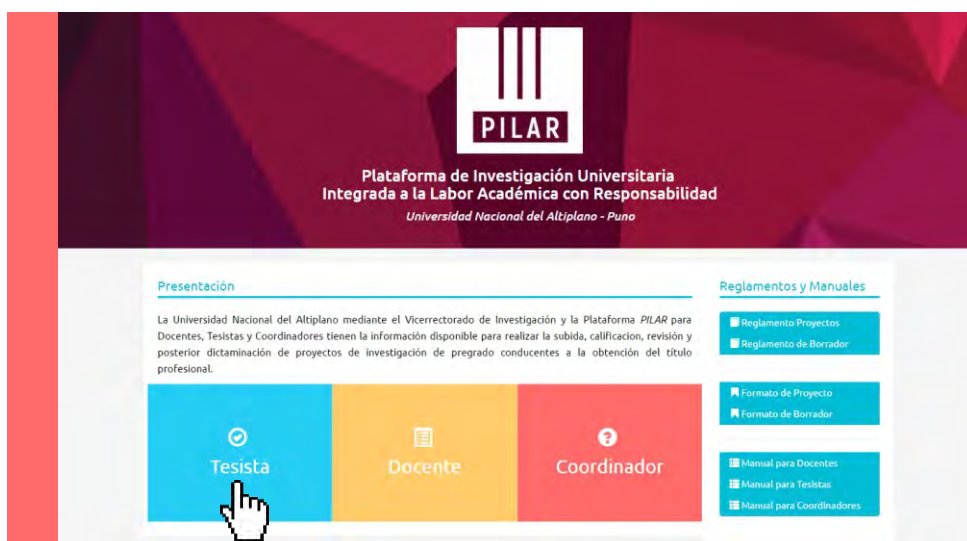 PILAR
Plataforma de Investigación Universitaria
Integrada a la Labor Académica con Responsabilidad
Universidad Nacional del Altiplano - Puno
Presentación
La Universidad Nacional del Altiplano mediante el Vicerrectorado de Investigación y la Plataforma PILAR para
Docentes, Tesistas y Coordinadores tienen la información disponible para realizar la subida, calificacion, revisión y
posterior dictaminación de proyectos de investigación de pregrado conducentes a la obtención del título
profesional.
Tesista
Docente
Coordinador
Reglamentos y Manuales
Reglamento Proyectos
Reglamento de Borrador
Formato de Proyecto
Formato de Borrador
Manual para Docentes
Manual para Tesistas
Manual para Coordinadores